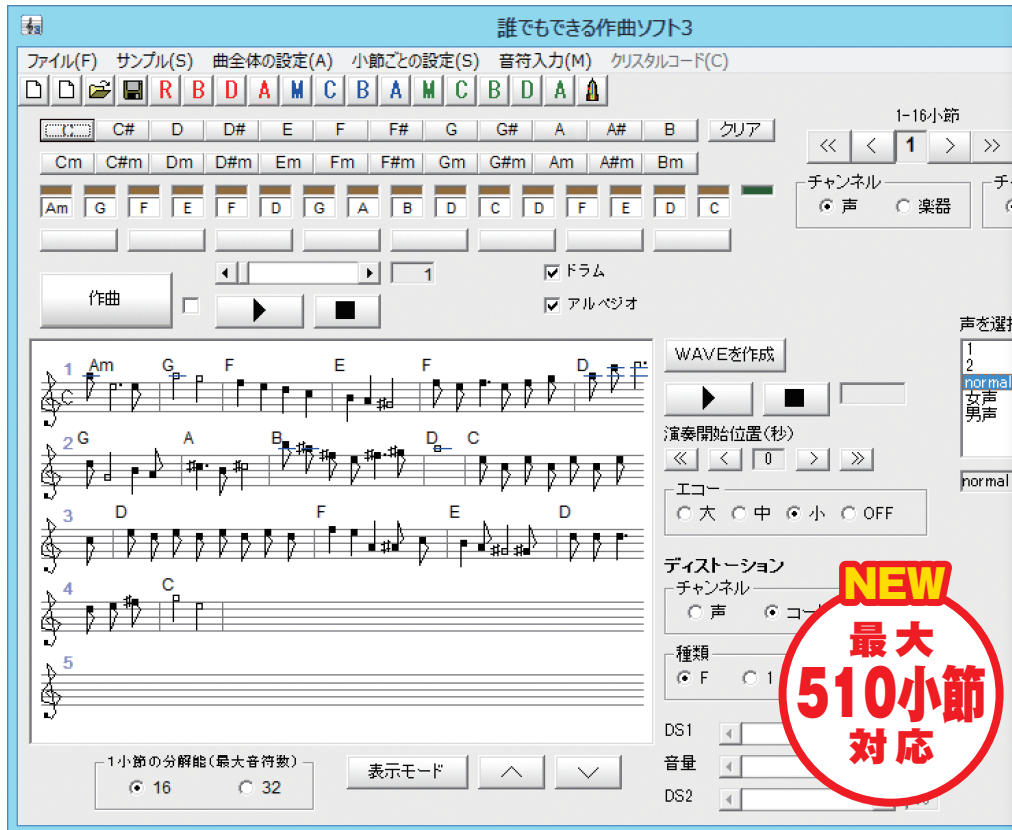 誰でもできる作曲ソフト3
ファイル(F) サンプル(S) 曲全体の設定(A) 小節ごとの設定(S) 音符入力(M) クリスタルコード(C)
R B D A M C B A M C B D A
C C# D D# E F F# G G# A A# B クリア
1-16小節
<< < 1 > >>
Cm C#m Dm D#m Em Fm F#m Gm G#m Am A#m Bm
チャンネル
声 楽器
チ
Am G F E F D G A B D C D F E D C
1
ドラム
アルペジオ
作曲
声を選択
1
2
normal
女声
男声
normal
1 Am G F E F D
2 G A B D C
3 D F E D
4 C
5
WAVEを作成
演奏開始位置(秒)
<< < 0 > >>
エコー
大 中 小 OFF
ディストーション
チャンネル
声 コー
種類
F 1
DS1
音量
DS2
NEW
最大
510小節
対応
1小節の分解能(最大音符数)
16 32
表示モード